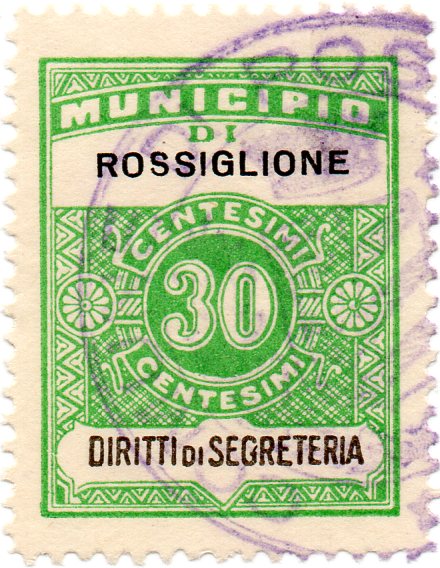 MUNICIPIO
DI
ROSSIGLIONE
CENTESIMI
30
CENTESIMI
DIRITTI DI SEGRETERIA